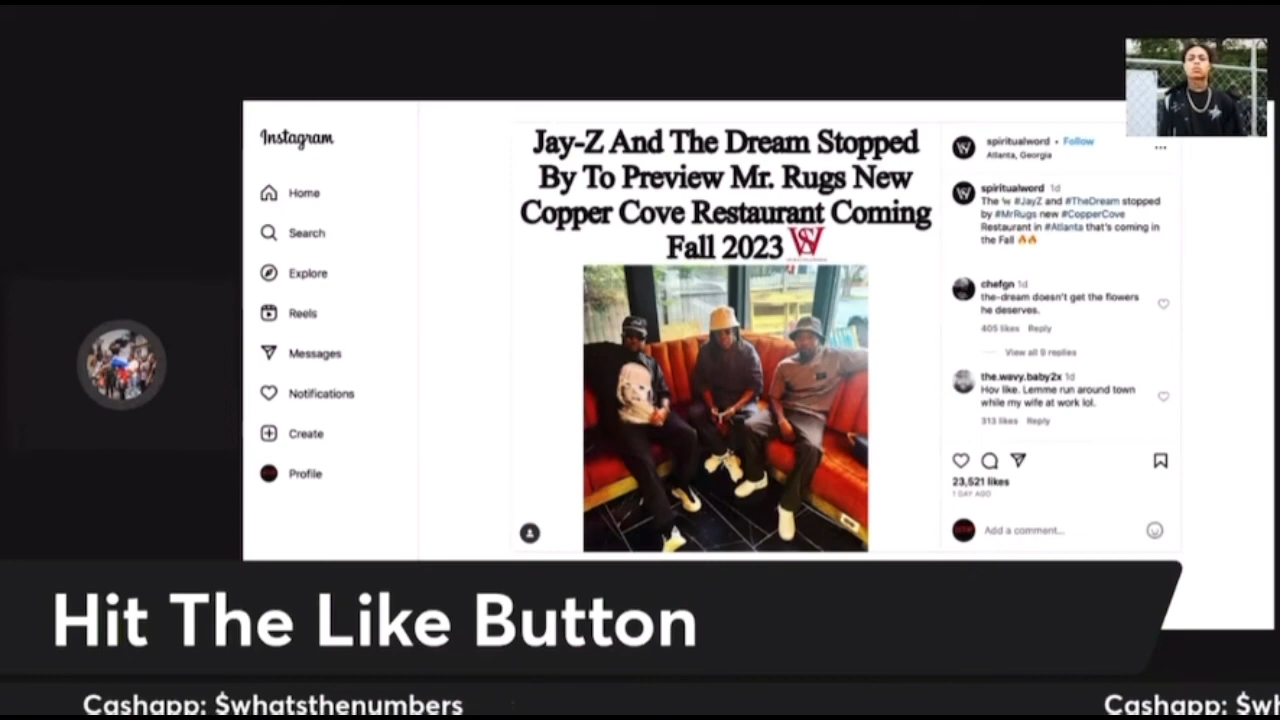 Instagram
Home
Search
Explore
Reels
Messages
Notifications
Create
Profile
Jay-Z And The Dream Stopped
By To Preview Mr. Rugs New
Copper Cove Restaurant Coming
Fall 2023
spiritualword • Follow
Atlanta, Georgia
spiritualword 1d
The #JayZ and #TheDream stopped
by #MrRugs new #CopperCove
Restaurant in #Atlanta that's coming in
the Fall 🔥🔥
chefgn 1d
the-dream doesn't get the flowers
he deserves.
405 likes Reply
View all 9 replies
the.wavy.baby2x 1d
Hov like. Lemme run around town
while my wife at work lol.
313 likes Reply
23,521 likes
1 DAY AGO
Add a comment...
Hit The Like Button
Cashapp: $whatsthenumbers
Cashapp: $wh